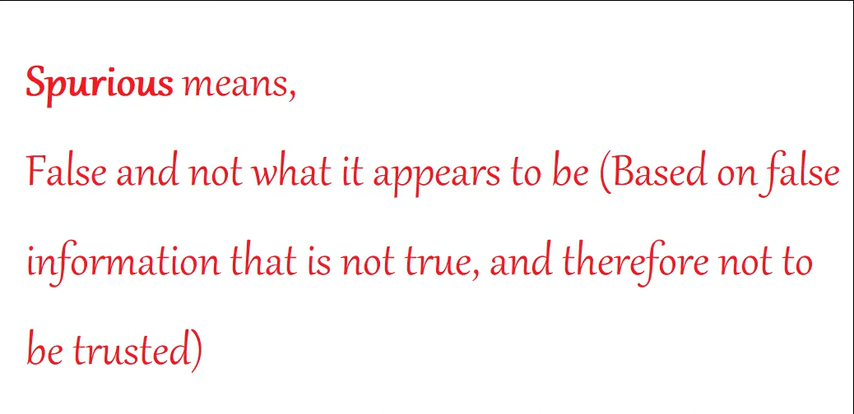 Spurious means,
False and not what it appears to be (Based on false
information that is not true, and therefore not to
be trusted)